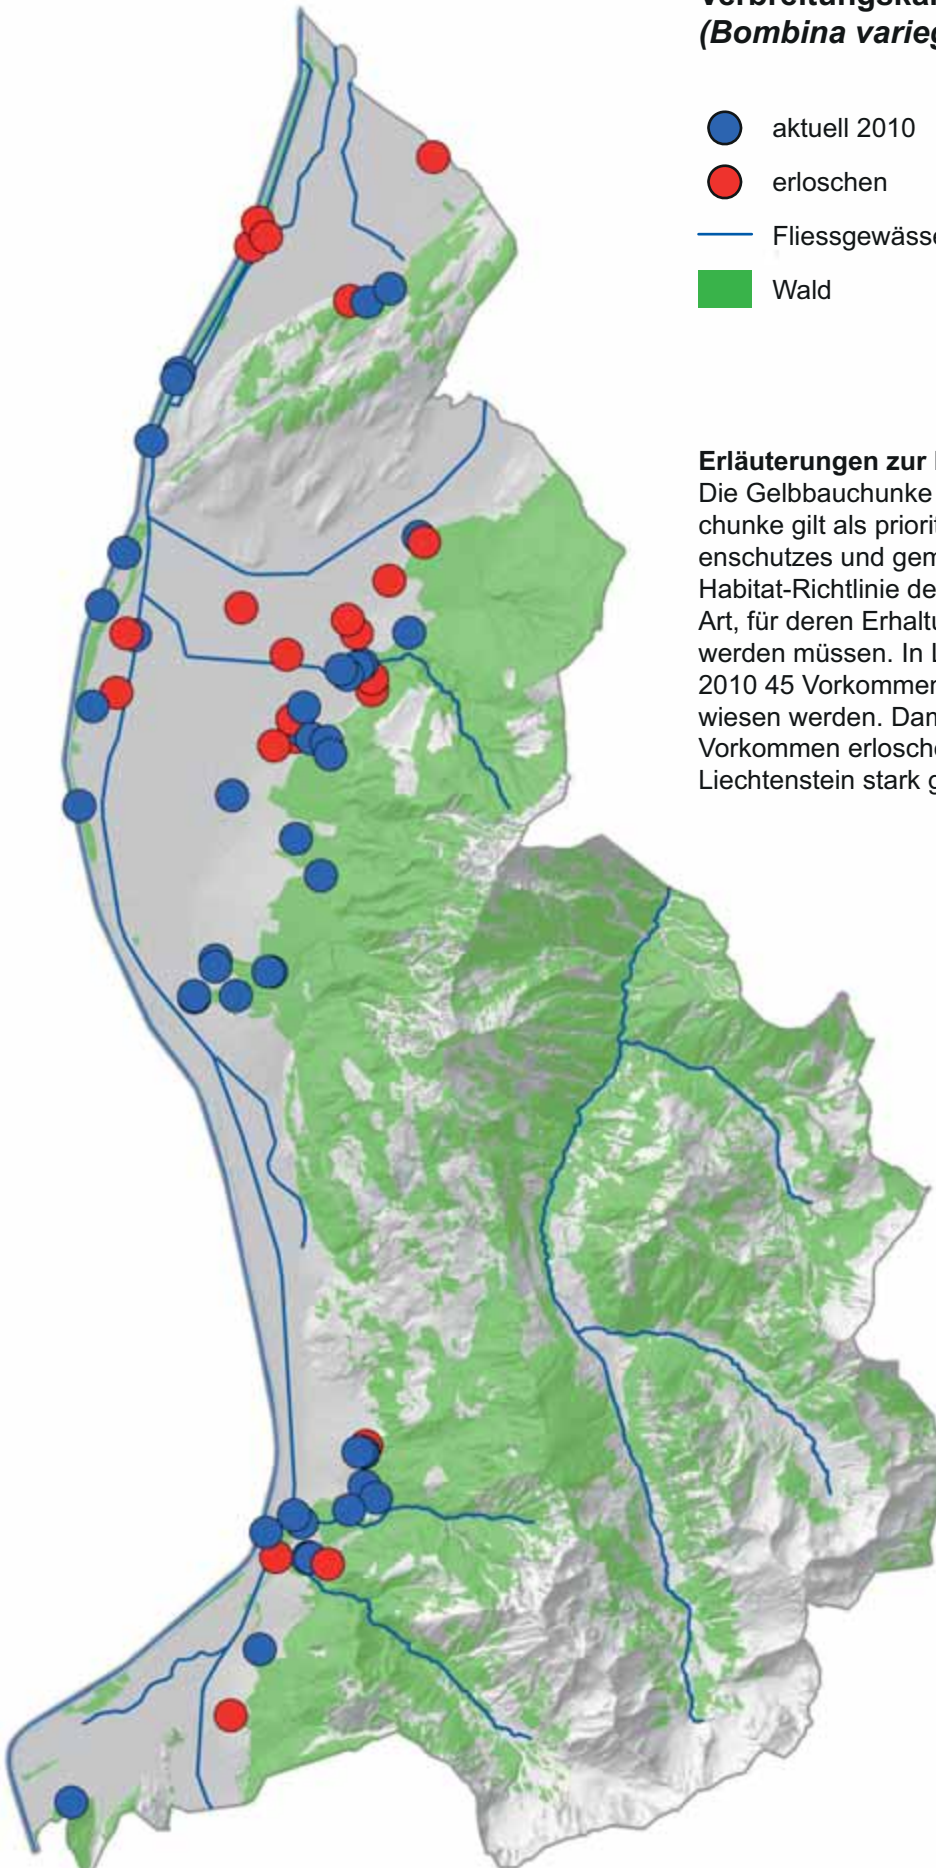 (Bombina varieg
aktuell 2010
erloschen
Fliessgewässe
Wald
Erläuterungen zur
Die Gelbbauchunke
chunke gilt als priorit
enschutzes und gem
Habitat-Richtlinie de
Art, für deren Erhaltu
werden müssen. In L
2010 45 Vorkommen
wiesen werden. Dan
Vorkommen erlosche
Liechtenstein stark g